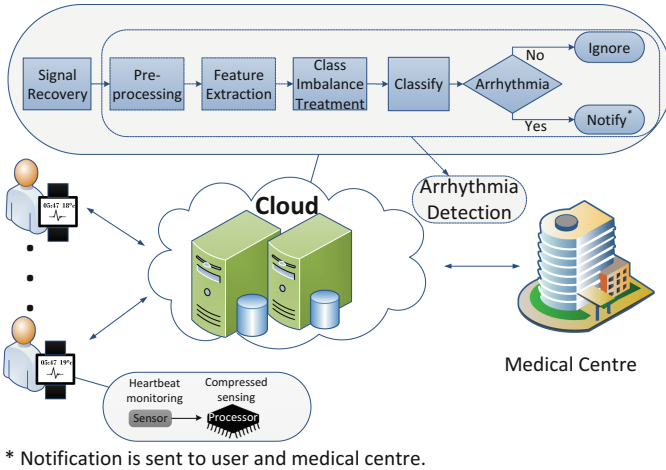 Signal
Recovery
Pre-
processing
Feature
Extraction
Class
Imbalance
Treatment
Classify
Arrhythmia
No
Yes
Ignore
Notify*
Arrhythmia
Detection
Cloud
05:47 18°c
05:47 19°c
Medical Centre
Heartbeat
monitoring
Compressed
sensing
Sensor
Processor
* Notification is sent to user and medical centre.